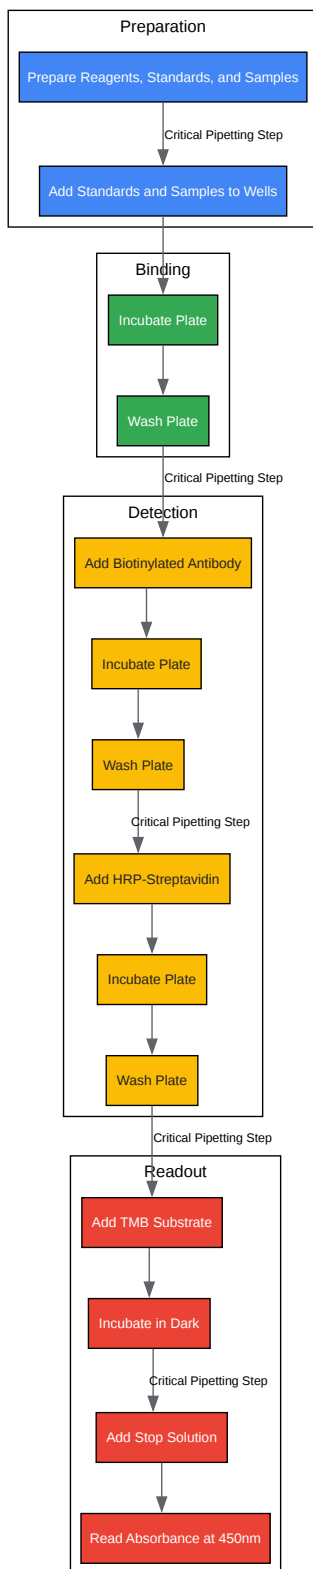 Preparation
Prepare Reagents, Standards, and Samples
Critical Pipetting Step
Add Standards and Samples to Wells
Binding
Incubate Plate
Wash Plate
Critical Pipetting Step
Detection
Add Biotinylated Antibody
Incubate Plate
Wash Plate
Critical Pipetting Step
Add HRP-Streptavidin
Incubate Plate
Wash Plate
Critical Pipetting Step
Readout
Add TMB Substrate
Incubate in Dark
Critical Pipetting Step
Add Stop Solution
Read Absorbance at 450nm